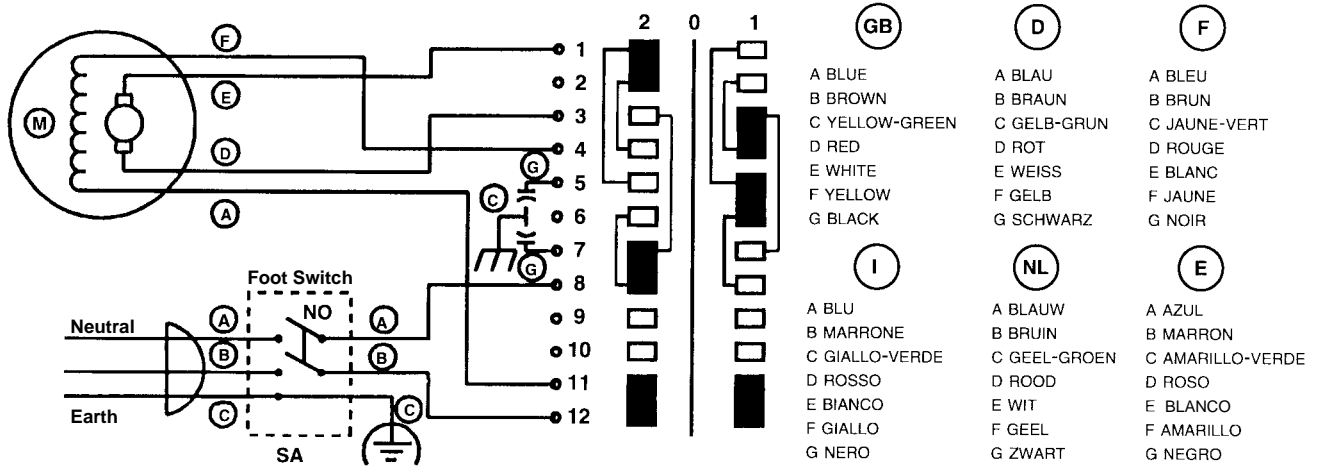 2 0 1
F
E
M
D
A
1
2
3
4
G
5
C
6
7
G
8
9
10
11
12
Foot Switch
NO
Neutral
A
A
B
B
Earth
C
C
SA
GB
A BLUE
B BROWN
C YELLOW-GREEN
D RED
E WHITE
F YELLOW
G BLACK
D
A BLAU
B BRAUN
C GELB-GRUN
D ROT
E WEISS
F GELB
G SCHWARZ
F
A BLEU
B BRUN
C JAUNE-VERT
D ROUGE
E BLANC
F JAUNE
G NOIR
I
A BLU
B MARRONE
C GIALLO-VERDE
D ROSSO
E BIANCO
F GIALLO
G NERO
NL
A BLAUW
B BRUIN
C GEEL-GROEN
D ROOD
E WIT
F GEEL
G ZWART
E
A AZUL
B MARRON
C AMARILLO-VERDE
D ROSO
E BLANCO
F AMARILLO
G NEGRO